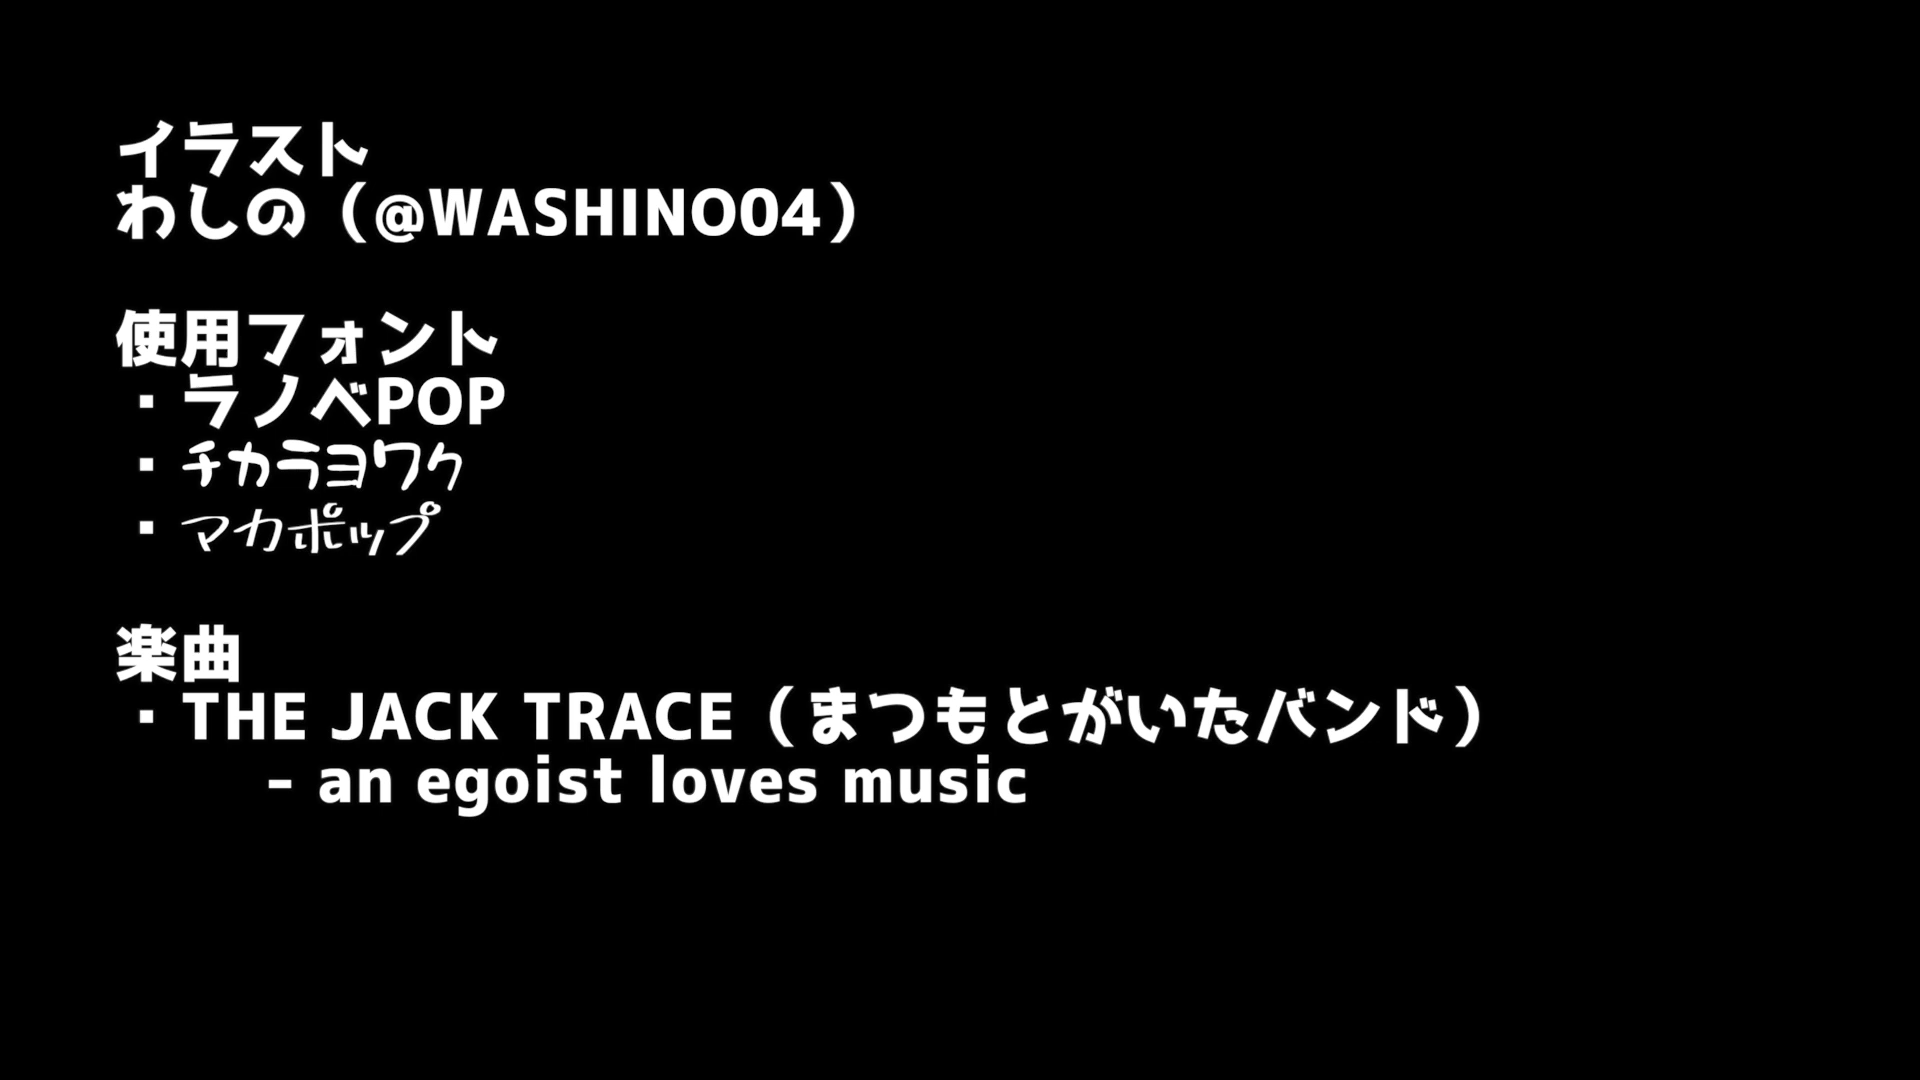 イラスト
わしの（@WASHINO04）
使用フォント
・ラノベPOP
・チカラヨワク
・マカポップ
楽曲
・THE JACK TRACE（まつもとがいたバンド）
- an egoist loves music